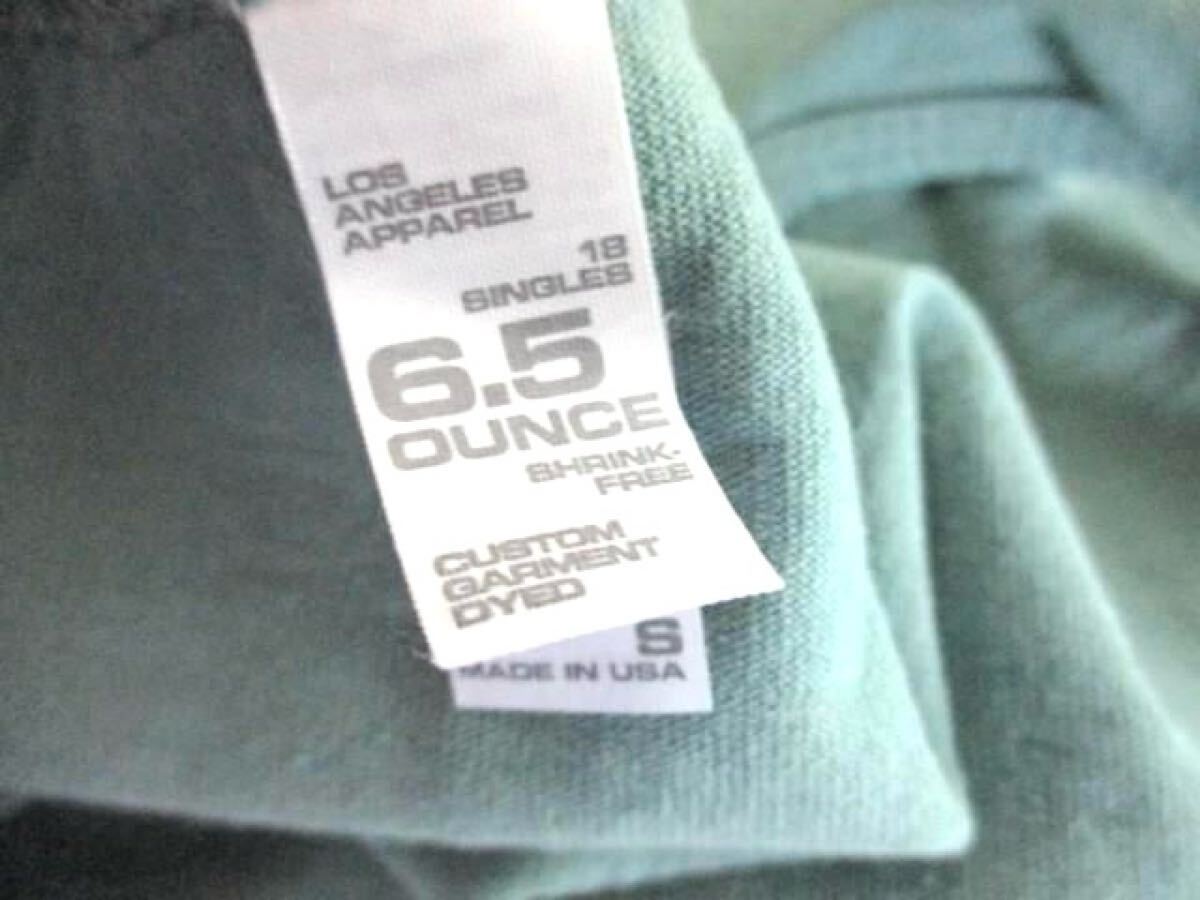 LOS
ANGELES
APPAREL
18
SINGLES
6.5
OUNCE
SHRINK-
FREE
CUSTOM
GARMENT
DYED
S
MADE IN USA